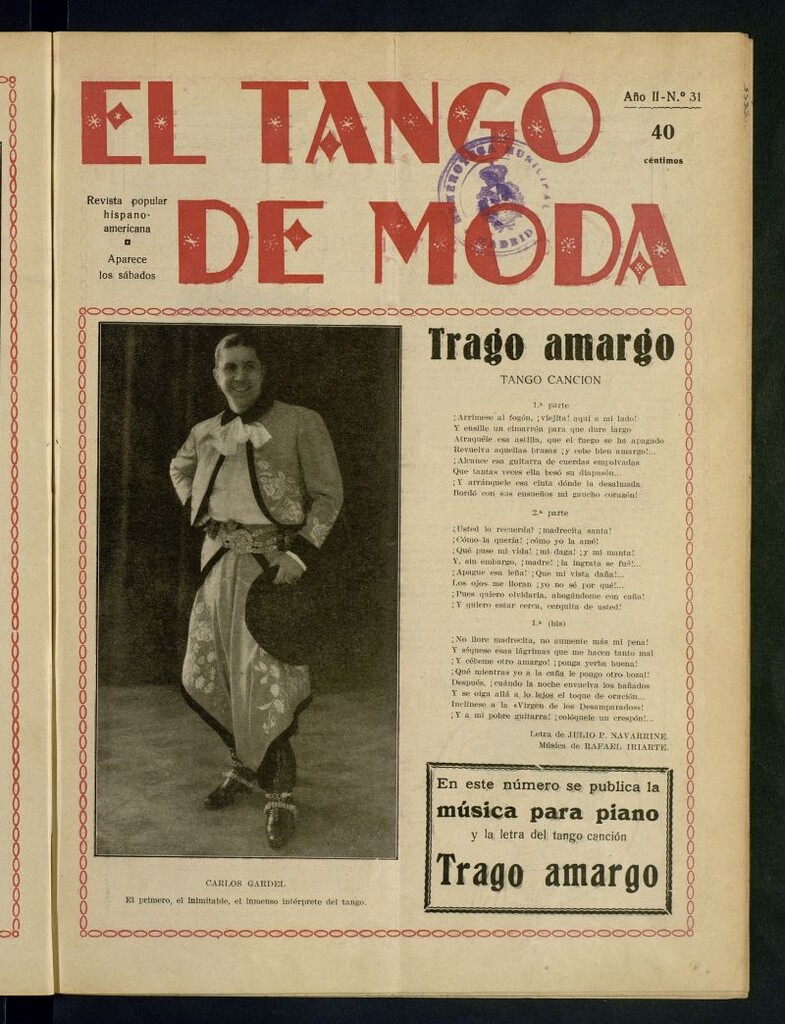 EL TANGO
DE MODA
Año II-N.º 31
40
céntimos
Revista popular
hispano-
americana
Aparece
los sábados
HEMEROTECA MUNICIPAL
MADRID
CARLOS GARDEL
El primero, el inimitable, el inmenso intérprete del tango.
Trago amargo
TANGO CANCION
1.ª parte
¡Arrímese al fogón, ¡viejita! aquí a mi lado!
Y ensille un cimarrón para que dure largo
Atraquéle esa astilla, que el fuego se ha apagado
Revuelva aquellas brasas ¡y cebe bien amargo!...
¡Alcance esa guitarra de cuerdas empolvadas
Que tantas veces ella besó su diapasón...
¡Y arránquele esa cinta dónde la desalmada
Bordó con sus ensueños mi gaucho corazón!
2.ª parte
¿Usted lo recuerda? ¡madrecita santa!
¡Cómo la quería! ¡cómo yo la amé!
¡Qué puse mi vida! ¡mi daga! ¡y mi manta!
Y, sin embargo, ¡madre! ¡la ingrata se fué!...
¡Apague esa leña! ¡Que mi vista daña!...
Los ojos me lloran ¡yo no sé por qué!...
¡Pues quiero olvidarla, ahogándome con caña!
¡Y quiero estar cerca, cerquita de usted!
1.ª (bis)
¡No llore madrecita, no aumente más mi pena!
Y séquese esas lágrimas que me hacen tanto mal
¡Y cébeme otro amargo! ¡ponga yerba buena!
¡Qué mientras yo a la caña le pongo otro bozal!
Después, ¡cuándo la noche envuelva los bañados
Y se oiga allá a lo lejos el toque de oración...
Inclínese a la «Virgen de los Desamparados»!
¡Y a mi pobre guitarra! ¡colóquele un crespón!...
Letra de JULIO P. NAVARRINE.
Música de RAFAEL IRIARTE.
En este número se publica la
música para piano
y la letra del tango canción
Trago amargo